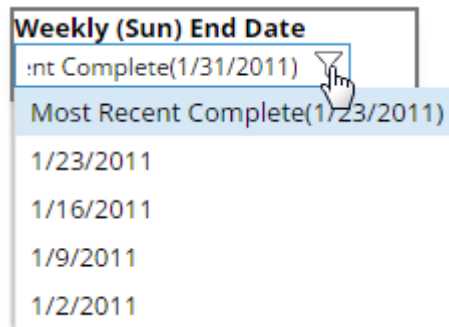 Weekly (Sun) End Date
nt Complete(1/31/2011)
Most Recent Complete(1/23/2011)
1/23/2011
1/16/2011
1/9/2011
1/2/2011